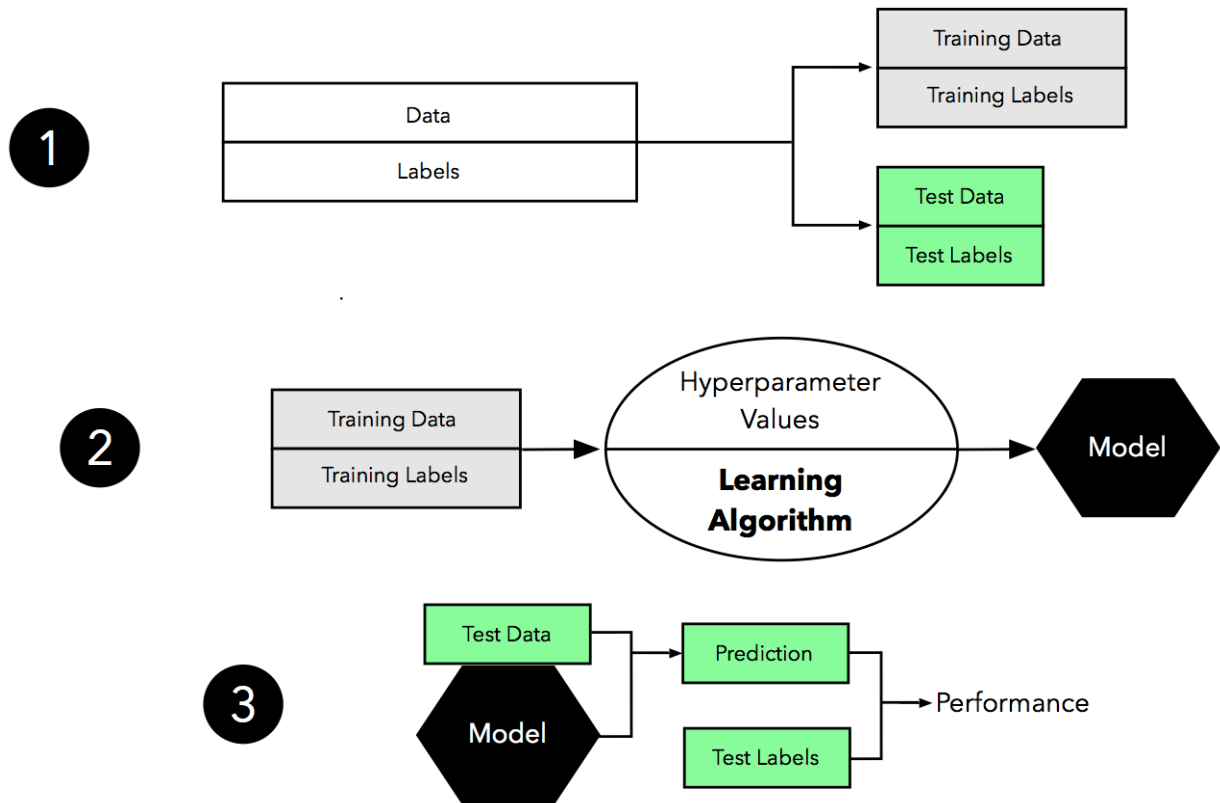 1
Data
Labels
Training Data
Training Labels
Test Data
Test Labels
2
Training Data
Training Labels
Hyperparameter
Values
Learning
Algorithm
Model
3
Test Data
Model
Prediction
Test Labels
Performance